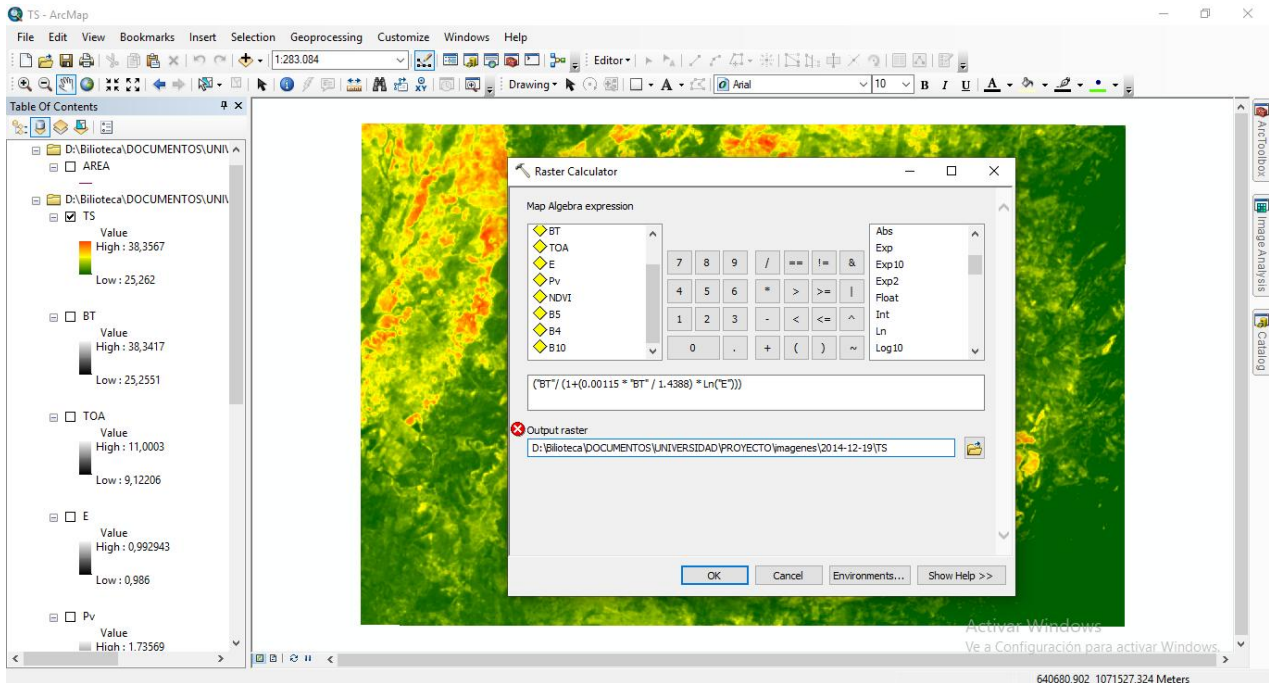 TS - ArcMap
File Edit View Bookmarks Insert Selection Geoprocessing Customize Windows Help
1:283.084
Editor
Drawing
Arial
10
B I U A
Table Of Contents
D:\Bilioteca\DOCUMENTOS\UNI\
AREA
D:\Bilioteca\DOCUMENTOS\UNI\
TS
Value
High : 38,3567
Low : 25,262
BT
Value
High : 38,3417
Low : 25,2551
TOA
Value
High : 11,0003
Low : 9,12206
E
Value
High : 0,992943
Low : 0,986
Pv
Value
High : 1,73569
Raster Calculator
Map Algebra expression
BT
TOA
E
Pv
NDVI
B5
B4
B10
7 8 9 / == != &
4 5 6 * > >= |
1 2 3 - < <= ^
0 . + ( ) ~
Abs
Exp
Exp10
Exp2
Float
Int
Ln
Log10
("BT"/ (1+(0.00115 * "BT" / 1.4388) * Ln("E")))
Output raster
D:\Bilioteca\DOCUMENTOS\UNIVERSIDAD\PROYECTO\imagenes\2014-12-19\TS
OK Cancel Environments... Show Help >>
ArcToolbox
Image Analysis
Catalog
Activar Windows
Ve a Configuración para activar Windows.
640680,902 1071527,324 Meters